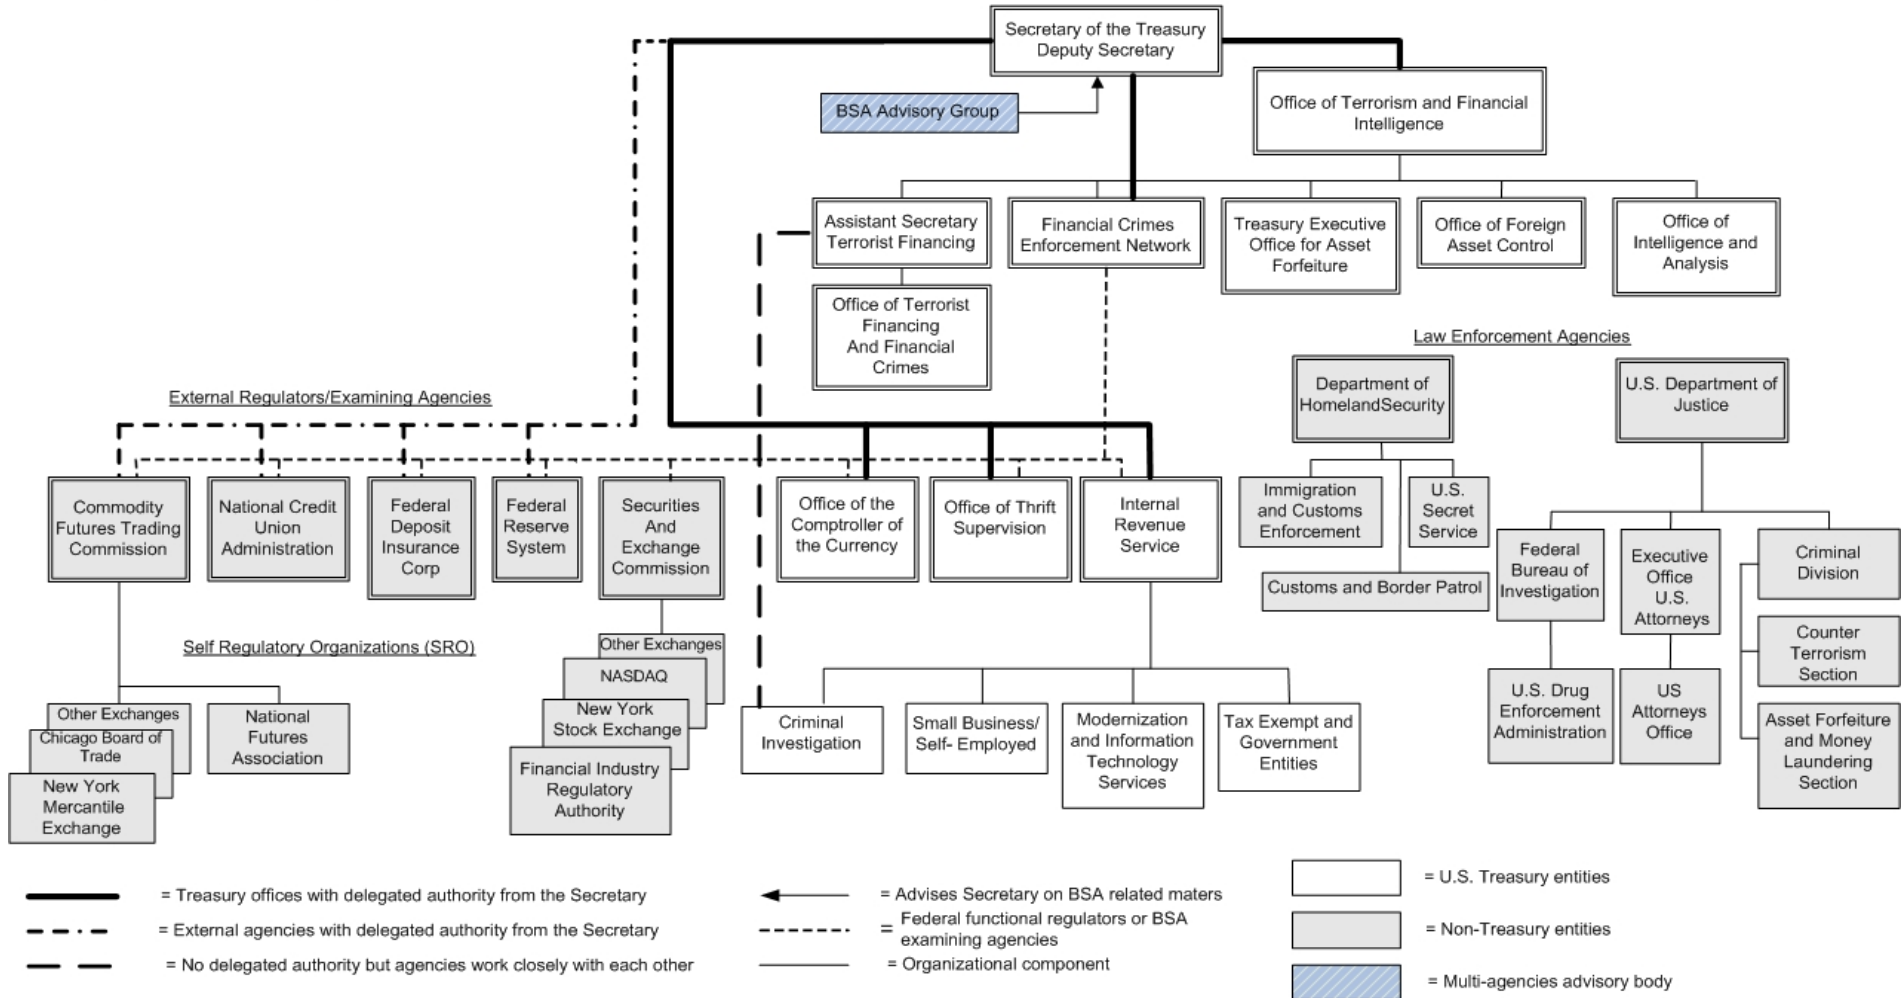 Secretary of the Treasury
Deputy Secretary
BSA Advisory Group
Office of Terrorism and Financial
Intelligence
Assistant Secretary
Terrorist Financing
Financial Crimes
Enforcement Network
Treasury Executive
Office for Asset
Forfeiture
Office of Foreign
Asset Control
Office of
Intelligence and
Analysis
Office of Terrorist
Financing
And Financial
Crimes
Law Enforcement Agencies
Department of
HomelandSecurity
U.S. Department of
Justice
External Regulators/Examining Agencies
Commodity
Futures Trading
Commission
National Credit
Union
Administration
Federal
Deposit
Insurance
Corp
Federal
Reserve
System
Securities
And
Exchange
Commission
Office of the
Comptroller of
the Currency
Office of Thrift
Supervision
Internal
Revenue
Service
Immigration
and Customs
Enforcement
U.S.
Secret
Service
Customs and Border Patrol
Federal
Bureau of
Investigation
Executive
Office
U.S.
Attorneys
Criminal
Division
Counter
Terrorism
Section
U.S. Drug
Enforcement
Administration
US
Attorneys
Office
Asset Forfeiture
and Money
Laundering
Section
Self Regulatory Organizations (SRO)
Other Exchanges
Chicago Board of
Trade
New York
Mercantile
Exchange
National
Futures
Association
Other Exchanges
NASDAQ
New York
Stock Exchange
Financial Industry
Regulatory
Authority
Criminal
Investigation
Small Business/
Self- Employed
Modernization
and Information
Technology
Services
Tax Exempt and
Government
Entities
= Treasury offices with delegated authority from the Secretary
= External agencies with delegated authority from the Secretary
= No delegated authority but agencies work closely with each other
= Advises Secretary on BSA related maters
= Federal functional regulators or BSA
examining agencies
= Organizational component
= U.S. Treasury entities
= Non-Treasury entities
= Multi-agencies advisory body